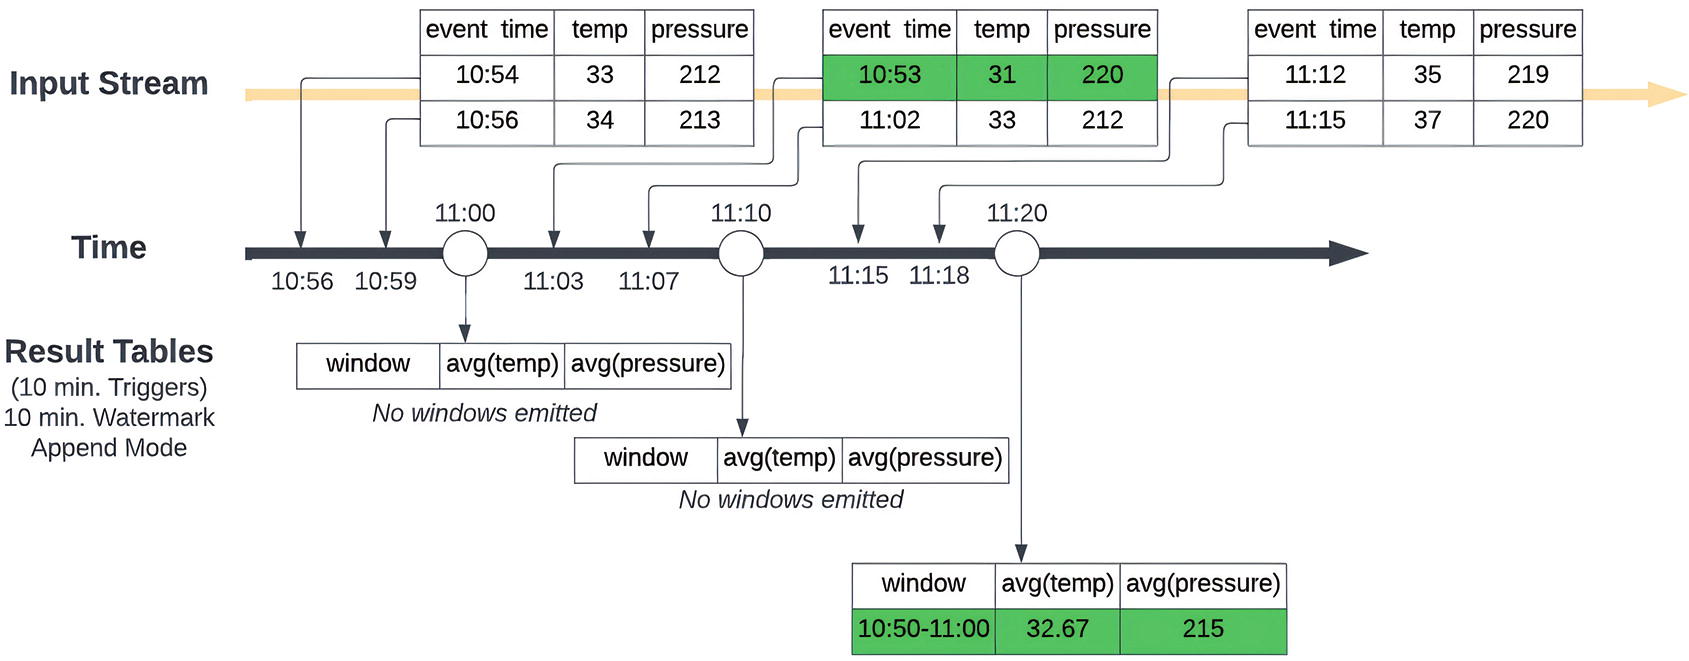 event time temp pressure
10:54 33 212
10:56 34 213
event time temp pressure
10:53 31 220
11:02 33 212
event time temp pressure
11:12 35 219
11:15 37 220
Input Stream
11:00
11:10
11:20
Time
10:56
10:59
11:03
11:07
11:15
11:18
Result Tables
(10 min. Triggers)
10 min. Watermark
Append Mode
window avg(temp) avg(pressure)
No windows emitted
window avg(temp) avg(pressure)
No windows emitted
window avg(temp) avg(pressure)
10:50-11:00 32.67 215